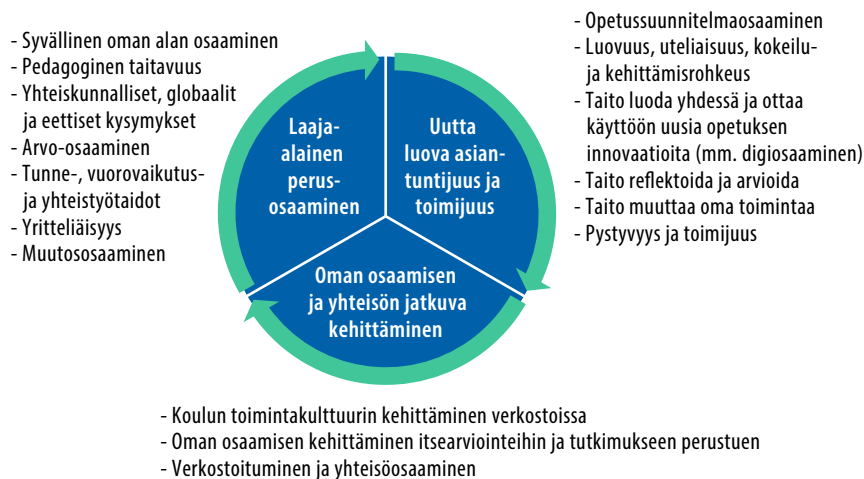 - Syvällinen oman alan osaaminen
- Pedagoginen taitavuus
- Yhteiskunnalliset, globaalit
ja eettiset kysymykset
- Arvo-osaaminen
- Tunne-, vuorovaikutus-
ja yhteistyötaidot
- Yritteliäisyys
- Muutososaaminen
Laaja-
alainen
perus-
osaaminen
Uutta
luova asian-
tuntijuus ja
toimijuus
- Opetussuunnitelmaosaaminen
- Luovuus, uteliaisuus, kokeilu-
ja kehittämisrohkeus
- Taito luoda yhdessä ja ottaa
käyttöön uusia opetuksen
innovaatioita (mm. digiosaaminen)
- Taito reflektoida ja arvioida
- Taito muuttaa oma toimintaa
- Pystyvyys ja toimijuus
Oman osaamisen
ja yhteisön jatkuva
kehittäminen
- Koulun toimintakulttuurin kehittäminen verkostoissa
- Oman osaamisen kehittäminen itsearviointeihin ja tutkimukseen perustuen
- Verkostoituminen ja yhteisöosaaminen